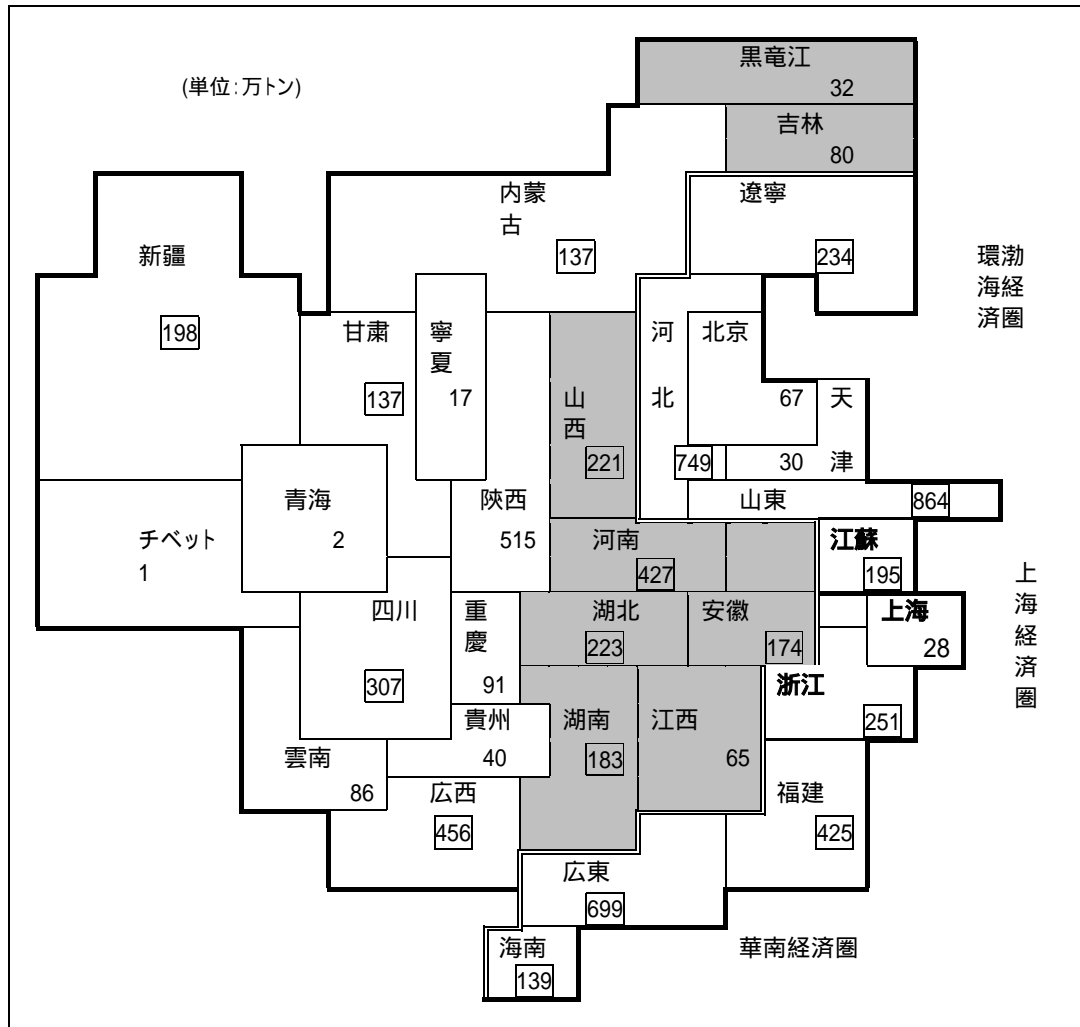 黒竜江
32
(単位:万トン)
吉林
80
内蒙
古
137
遼寧
234
環渤
海経
済圏
新疆
198
甘粛
137
寧
夏
17
山
西
221
河
北
749
北京
67
天
津
30
山東
864
青海
2
陝西
515
チベット
1
河南
427
江蘇
195
四川
307
重
慶
91
湖北
223
安徽
174
上海
28
上
海
経
済
圏
浙江
251
貴州
40
湖南
183
江西
65
雲南
86
広西
456
福建
425
広東
699
海南
139
華南経済圏